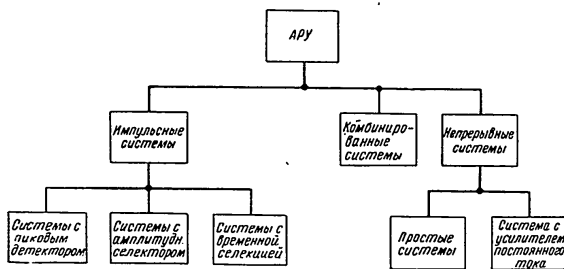 АРУ
Импульсные
системы
Комбиниро-
ванные
системы
Непрерывные
системы
Системы с
пиковым
детектором
Системы с
амплитудн.
селектором
Системы с
временной
селекцией
Простые
системы
Система с
усилителем
постоянного
тока